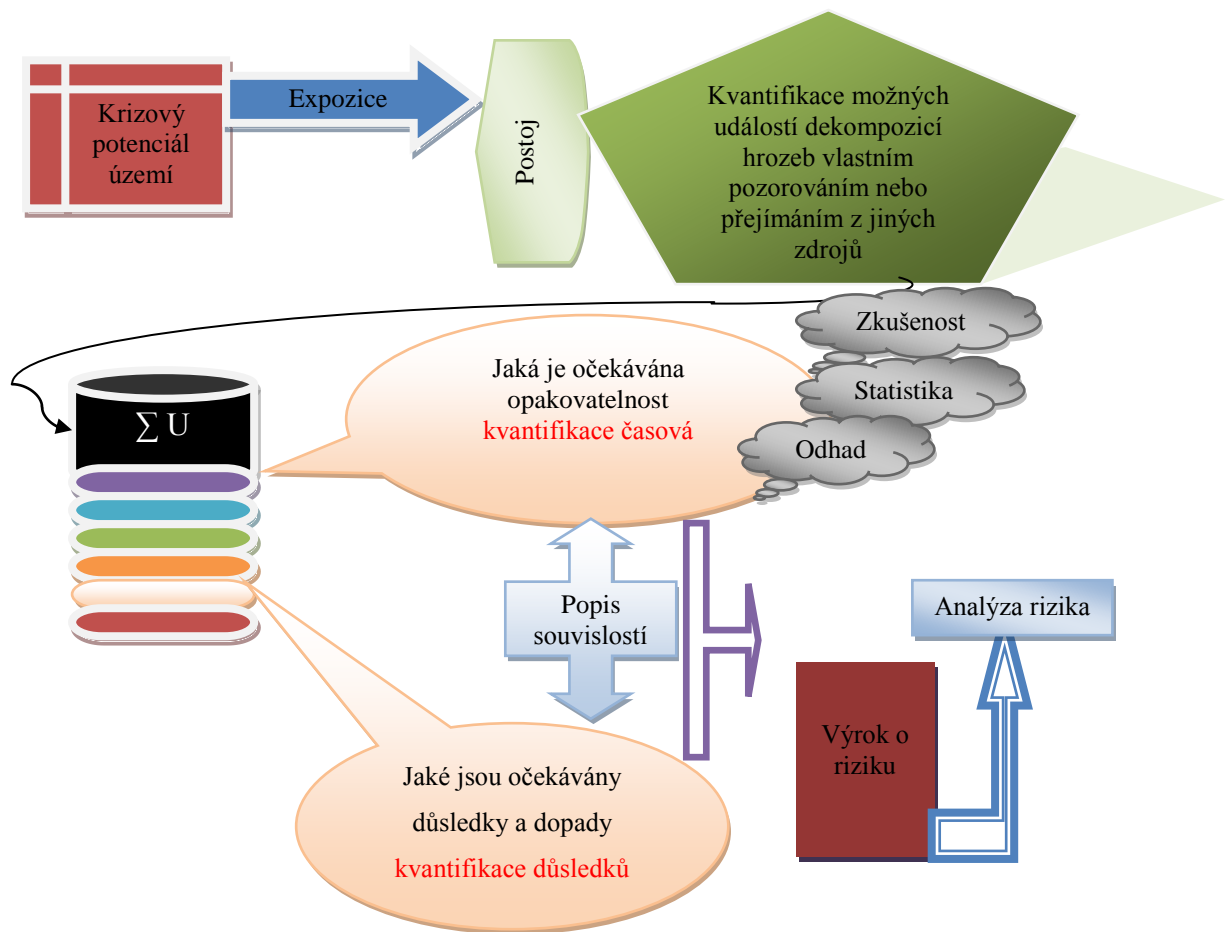 Krizový
potenciál
území
Expozice
Postoj
Kvantifikace možných
událostí dekompozicí
hrozeb vlastním
pozorováním nebo
přejímáním z jiných
zdrojů
Zkušenost
Statistika
Odhad
Jaká je očekávána
opakovatelnost
kvantifikace časová
∑ U
Popis
souvislostí
Analýza rizika
Výrok o
riziku
Jaké jsou očekávány
důsledky a dopady
kvantifikace důsledků